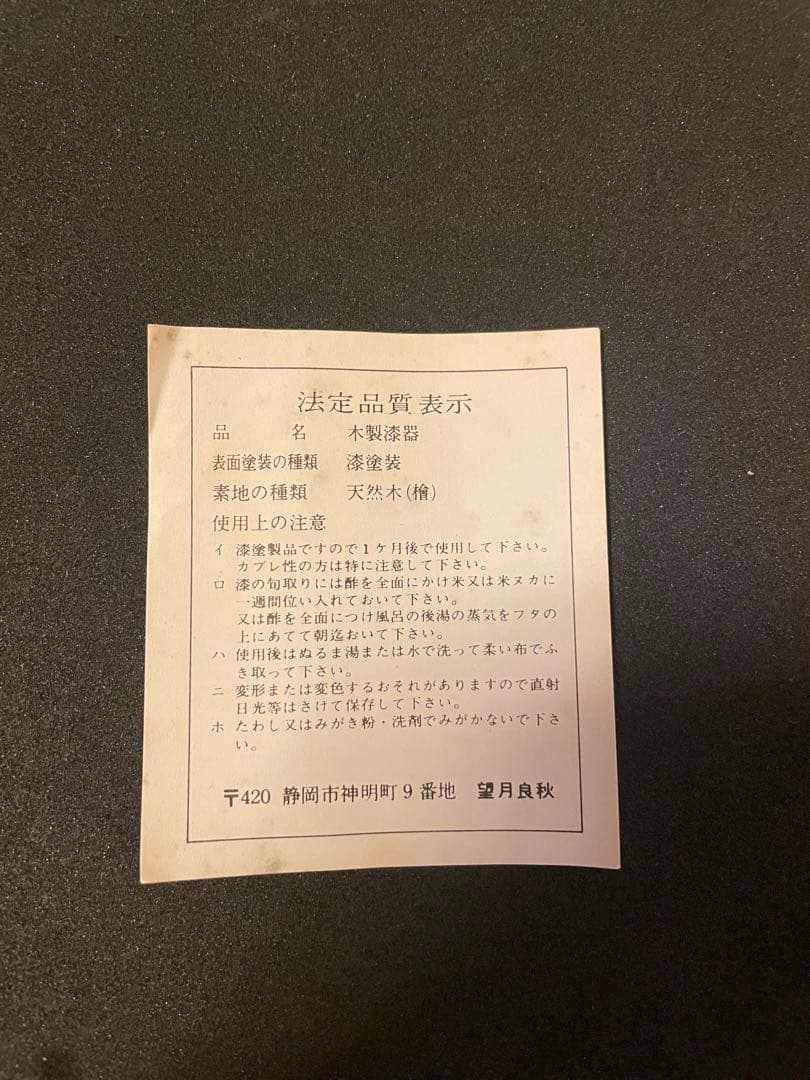 法定品質表示
品　　名　木製漆器
表面塗装の種類　漆塗装
素地の種類　天然木(檜)
使用上の注意
イ 漆塗製品ですので1ケ月後で使用して下さい。
カブレ性の方は特に注意して下さい。
ロ 漆の匂取りには酢を全面にかけ米又は米ヌカに
一週間位い入れておいて下さい。
又は酢を全面につけ風呂の後湯の蒸気をフタの
上にあてて朝迄おいて下さい。
ハ 使用後はぬるま湯または水で洗って柔い布でふ
き取って下さい。
ニ 変形または変色するおそれがありますので直射
日光等はさけて保存して下さい。
ホ たわし又はみがき粉・洗剤でみがかないで下さ
い。
〒420 静岡市神明町9番地　望月良秋